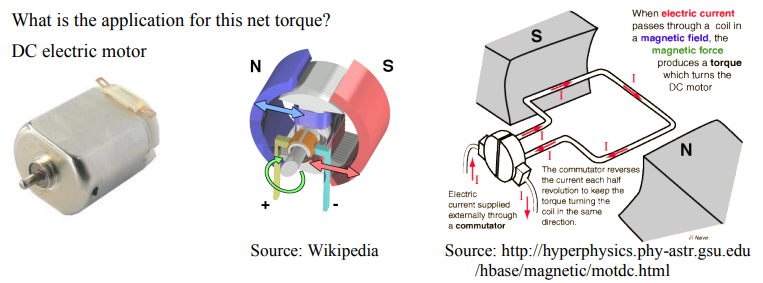 What is the application for this net torque?
DC electric motor
N
S
+
-
Source: Wikipedia
When electric current
passes through a coil in
a magnetic field, the
magnetic force
produces a torque
which turns the
DC motor
S
I
I
I
I
I
N
I
Electric
current supplied
externally through
a commutator
I
The commutator reverses
the current each half
revolution to keep the
torque turning the
coil in the same
direction.
R Nave
Source: http://hyperphysics.phy-astr.gsu.edu
/hbase/magnetic/motdc.html